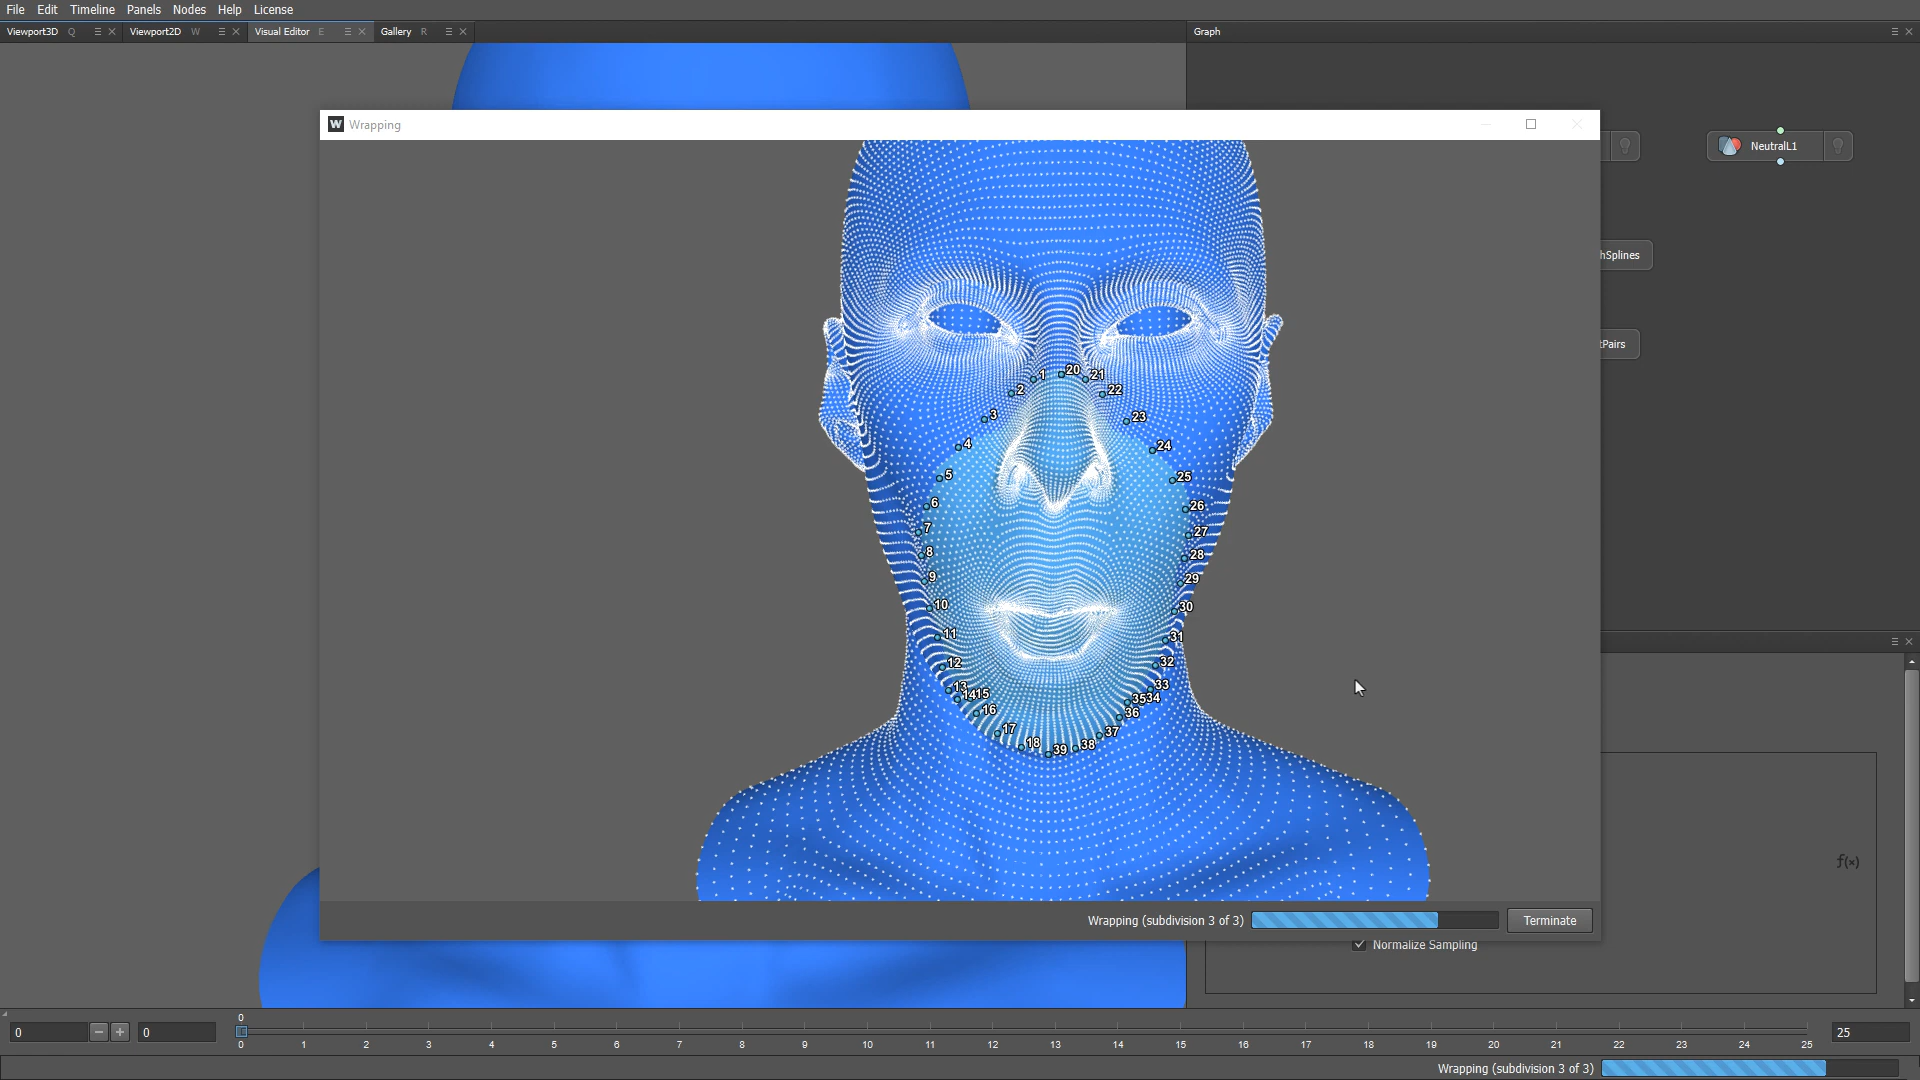 File Edit Timeline Panels Nodes Help License
Viewport3D Q Viewport2D W Visual Editor E Gallery R Graph
W Wrapping
NeutralL1
hSplines
tPairs
1 20 21
2 22
3 23
4 24
5 25
6 26
7 27
8 28
9 29
10 30
11 31
12 32
13 33
14 15 35 34
16 36
17 37
18 39 38
f(x)
Wrapping (subdivision 3 of 3) Terminate
Normalize Sampling
0
0 − + 0 25
0 1 2 3 4 5 6 7 8 9 10 11 12 13 14 15 16 17 18 19 20 21 22 23 24 25
Wrapping (subdivision 3 of 3)